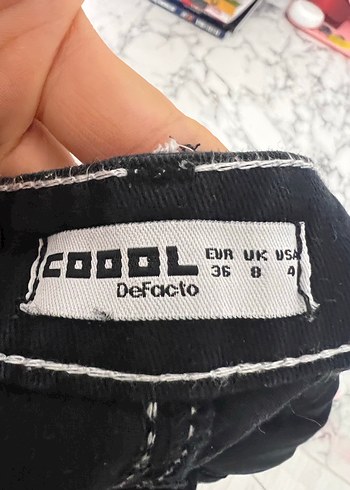 COOOL EUR UK USA
36 8 4
DeFacto